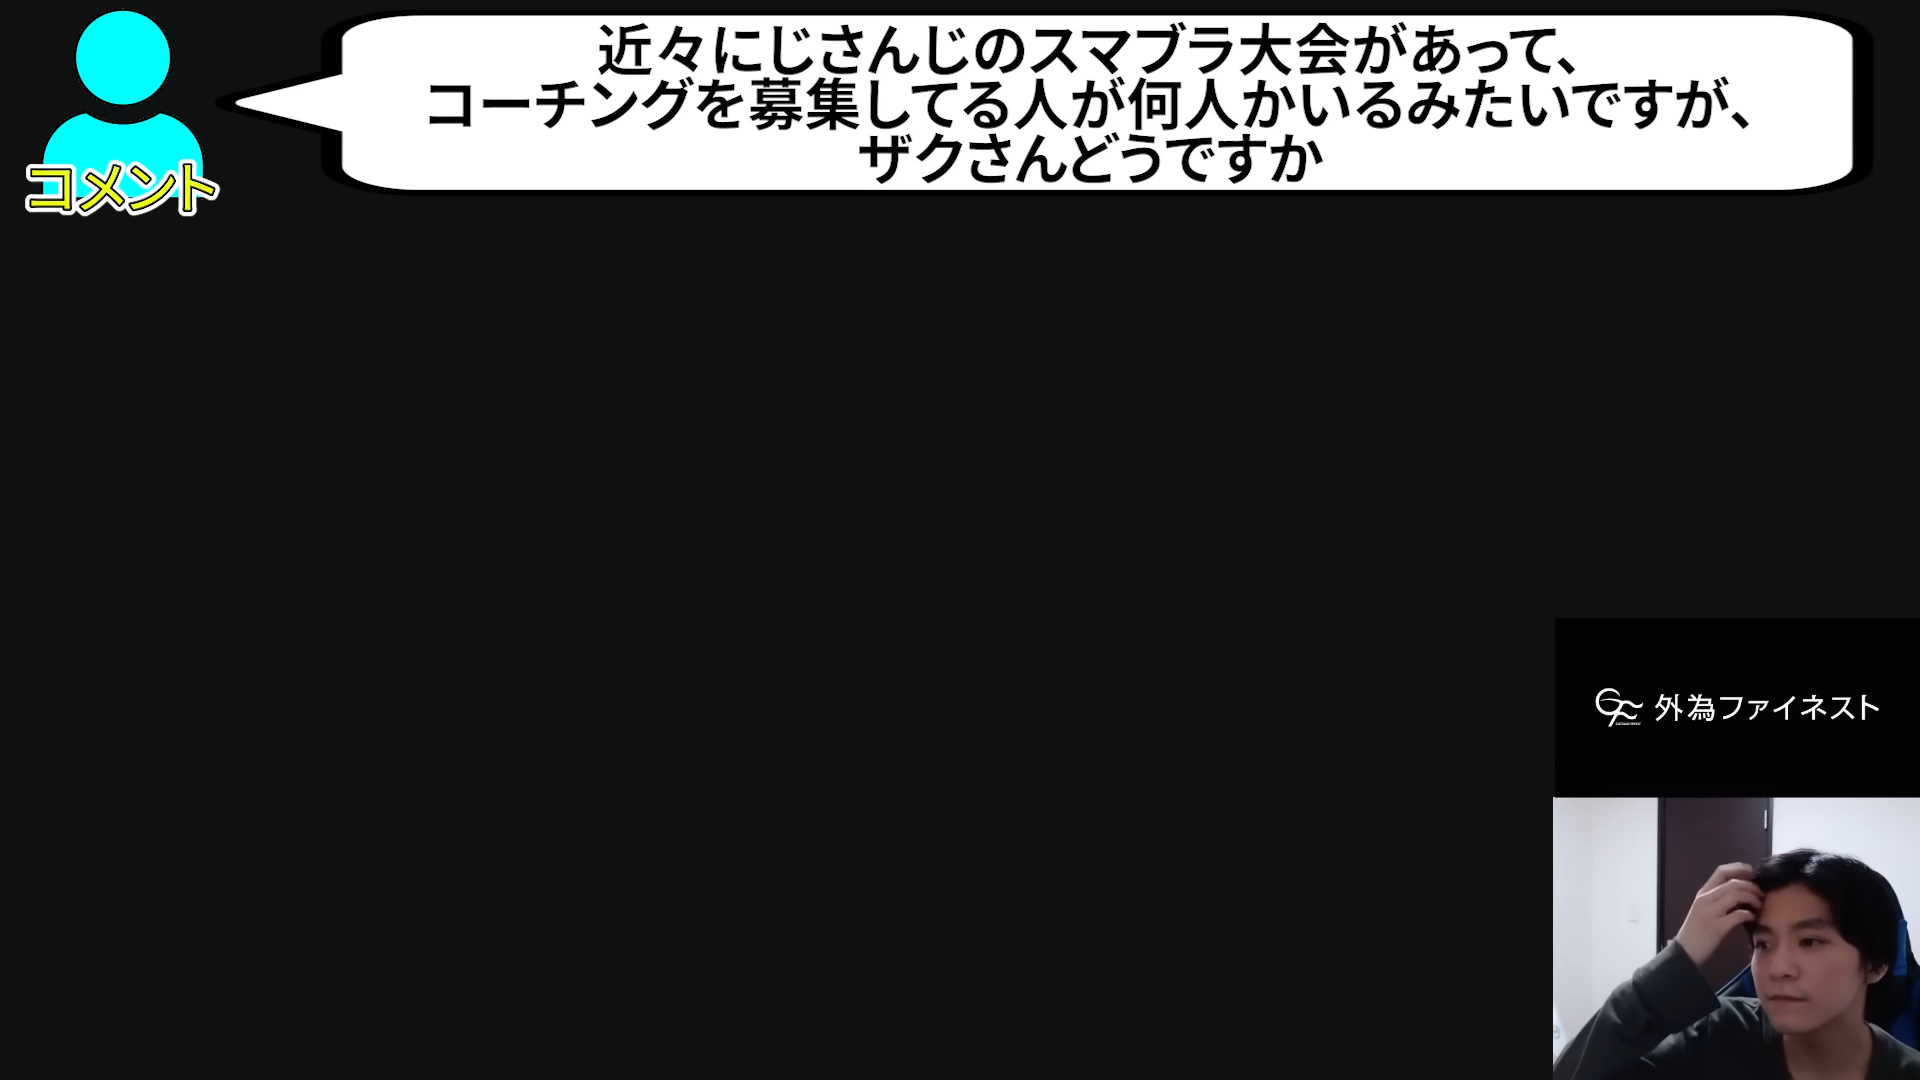 近々にじさんじのスマブラ大会があって、
コーチングを募集してる人が何人かいるみたいですが、
ザクさんどうですか
コメント
外為ファイネスト